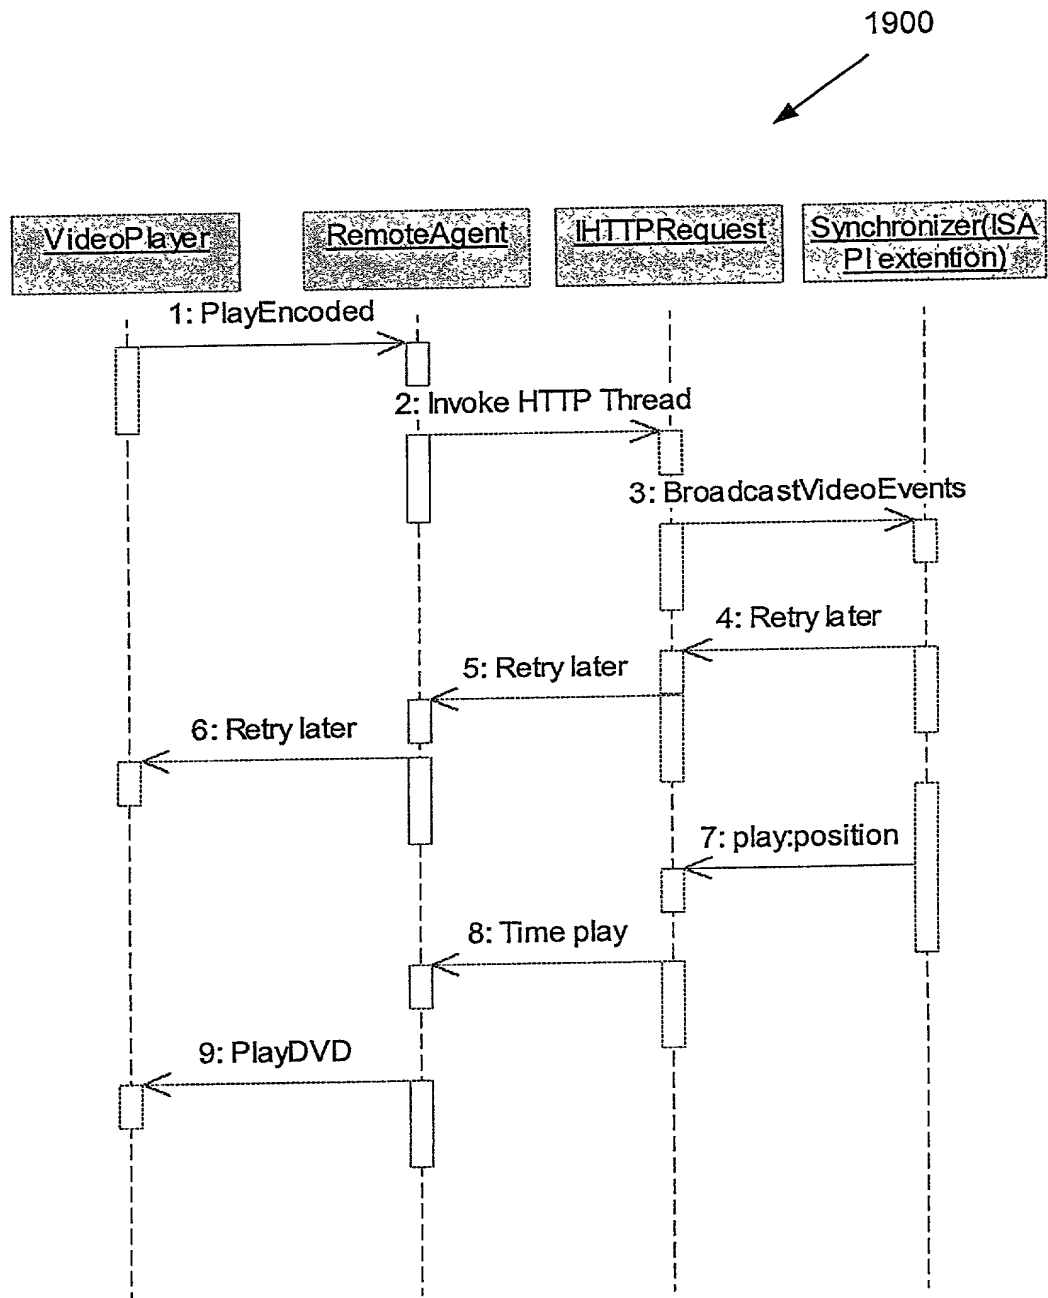 1900
VideoPlayer
RemoteAgent
IHTTPRequest
Synchronizer(ISA
PI extention)
1: PlayEncoded
2: Invoke HTTP Thread
3: BroadcastVideoEvents
4: Retry later
5: Retry later
6: Retry later
7: play:position
8: Time play
9: PlayDVD